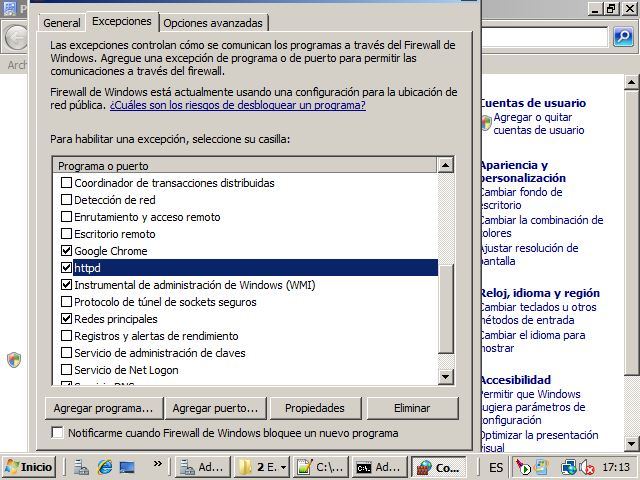 General
Excepciones
Opciones avanzadas
Las excepciones controlan cómo se comunican los programas a través del Firewall de
Windows. Agregue una excepción de programa o de puerto para permitir las
comunicaciones a través del firewall.
Firewall de Windows está actualmente usando una configuración para la ubicación de
red pública. ¿Cuáles son los riesgos de desbloquear un programa?
Para habilitar una excepción, seleccione su casilla:
Programa o puerto
Coordinador de transacciones distribuidas
Detección de red
Enrutamiento y acceso remoto
Escritorio remoto
Google Chrome
httpd
Instrumental de administración de Windows (WMI)
Protocolo de túnel de sockets seguros
Redes principales
Registros y alertas de rendimiento
Servicio de administración de claves
Servicio de Net Logon
Servicio DNS
Agregar programa... Agregar puerto... Propiedades Eliminar
Notificarme cuando Firewall de Windows bloquee un nuevo programa
P
Arch
Cuentas de usuario
Agregar o quitar
cuentas de usuario
Apariencia y
personalización
Cambiar fondo de
escritorio
Cambiar la combinación de
colores
Ajustar resolución de
pantalla
Reloj, idioma y región
Cambiar teclados u otros
métodos de entrada
Cambiar el idioma para
mostrar
Accesibilidad
Permitir que Windows
sugiera parámetros de
configuración
Optimizar la presentación
visual
Inicio » Ad... 2 E... C:\... Ad... Co... ES 17:13